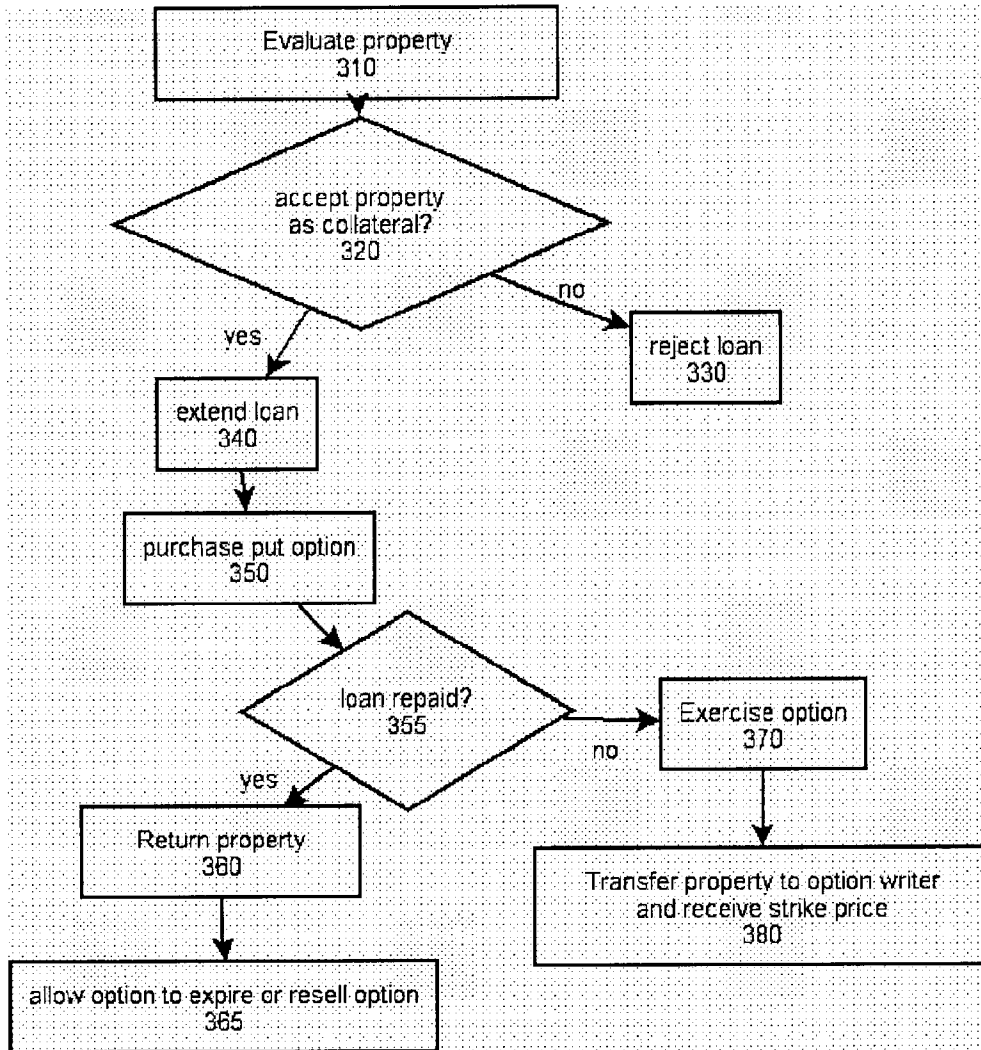 Evaluate property
310
accept property
as collateral?
320
no
yes
reject loan
330
extend loan
340
purchase put option
350
loan repaid?
355
Exercise option
370
no
yes
Return property
360
Transfer property to option writer
and receive strike price
380
allow option to expire or resell option
365